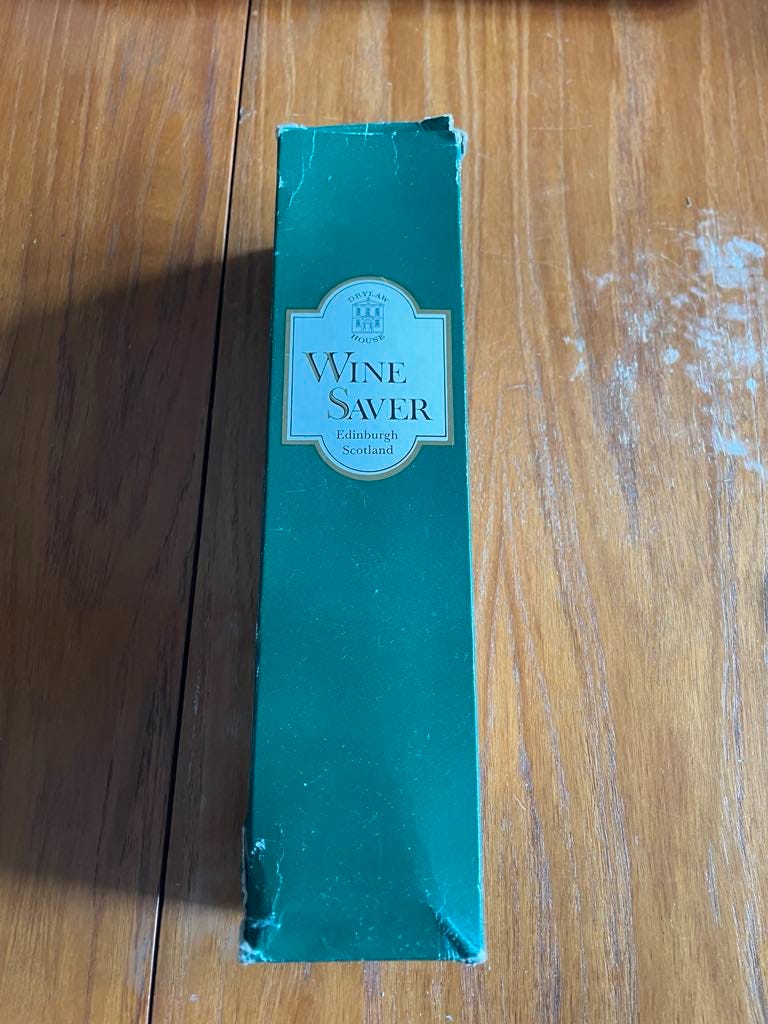 DRYLAW
HOUSE
WINE
SAVER
Edinburgh
Scotland